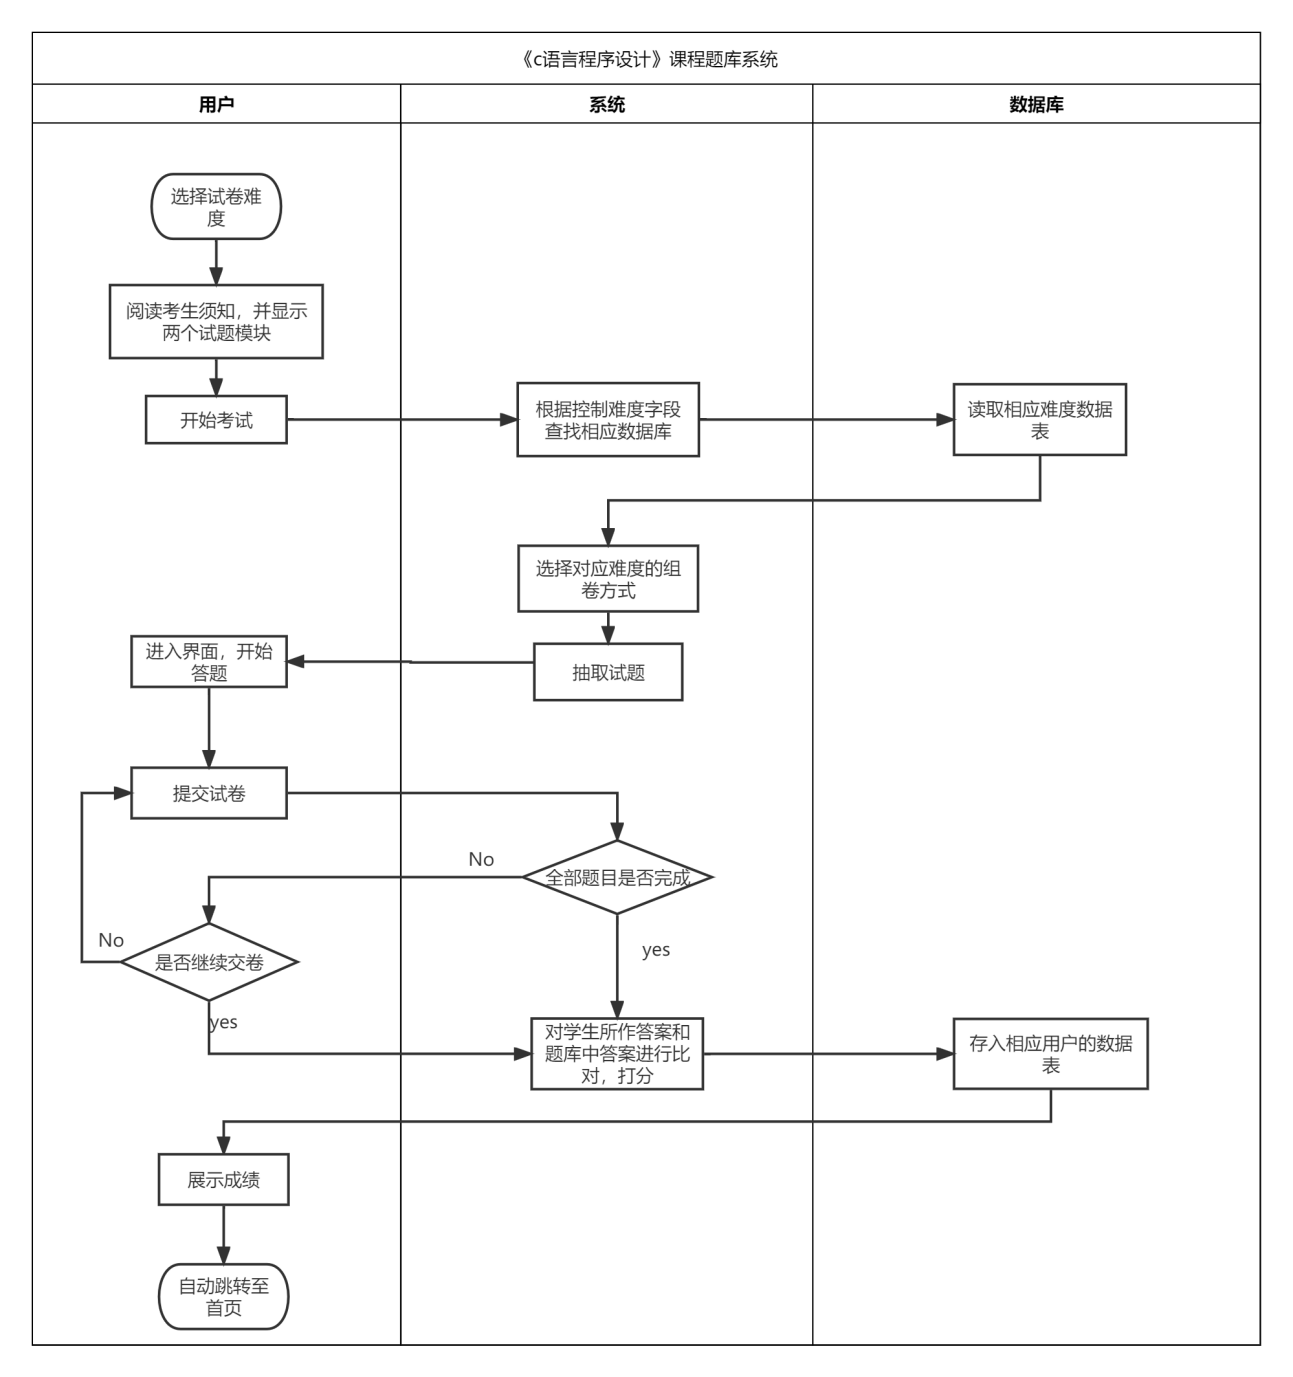 《c语言程序设计》课程题库系统
用户
系统
数据库
选择试卷难
度
阅读考生须知，并显示
两个试题模块
开始考试
根据控制难度字段
查找相应数据库
读取相应难度数据
表
选择对应难度的组
卷方式
进入界面，开始
答题
抽取试题
提交试卷
No
全部题目是否完成
No
是否继续交卷
yes
yes
对学生所作答案和
题库中答案进行比
对，打分
存入相应用户的数据
表
展示成绩
自动跳转至
首页